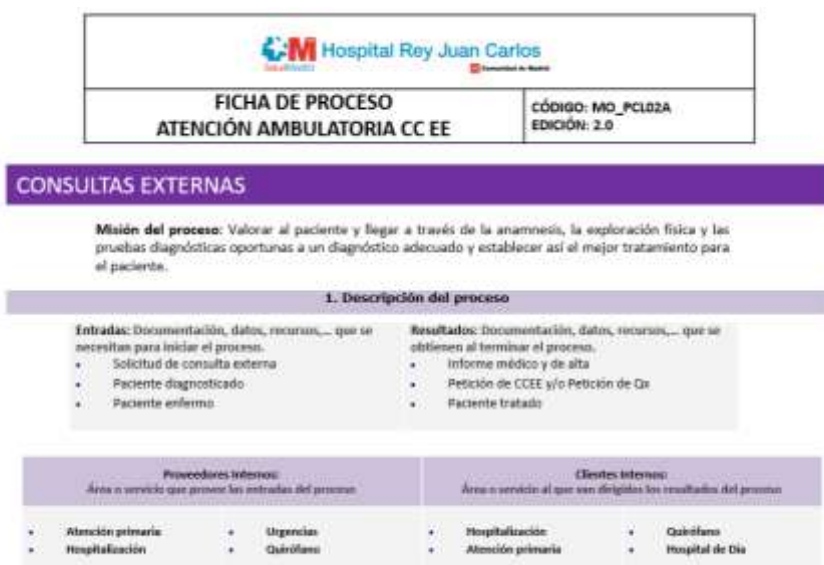 SaludMadrid
Hospital Rey Juan Carlos
Comunidad de Madrid
FICHA DE PROCESO
ATENCIÓN AMBULATORIA CC EE
CÓDIGO: MO_PCL02A
EDICIÓN: 2.0
CONSULTAS EXTERNAS
Misión del proceso: Valorar al paciente y llegar a través de la anamnesis, la exploración física y las
pruebas diagnósticas oportunas a un diagnóstico adecuado y establecer así el mejor tratamiento para
el paciente.
1. Descripción del proceso
Entradas: Documentación, datos, recursos,... que se
necesitan para iniciar el proceso.
• Solicitud de consulta externa
• Paciente diagnosticado
• Paciente enfermo
Resultados: Documentación, datos, recursos,... que se
obtienen al terminar el proceso.
• Informe médico y de alta
• Petición de CCEE y/o Petición de Qx
• Paciente tratado
Proveedores Internos:
Área o servicio que provee las entradas del proceso
• Atención primaria
• Hospitalización
• Urgencias
• Quirófano
Clientes Internos:
Área o servicio al que van dirigidos los resultados del proceso
• Hospitalización
• Atención primaria
• Quirófano
• Hospital de Día